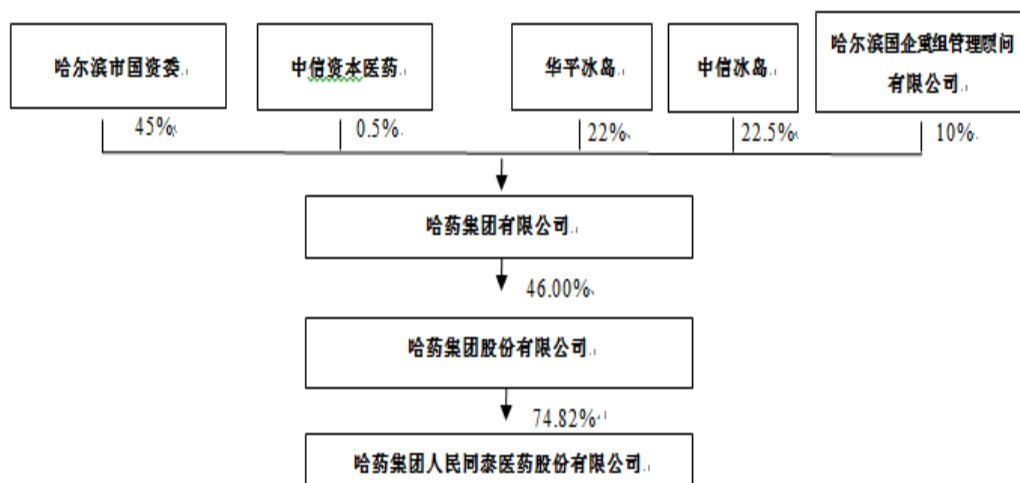 哈尔滨市国资委
中信资本医药
华平冰岛
中信冰岛
哈尔滨国企重组管理顾问
有限公司
45%
0.5%
22%
22.5%
10%
哈药集团有限公司
46.00%
哈药集团股份有限公司
74.82%
哈药集团人民同泰医药股份有限公司